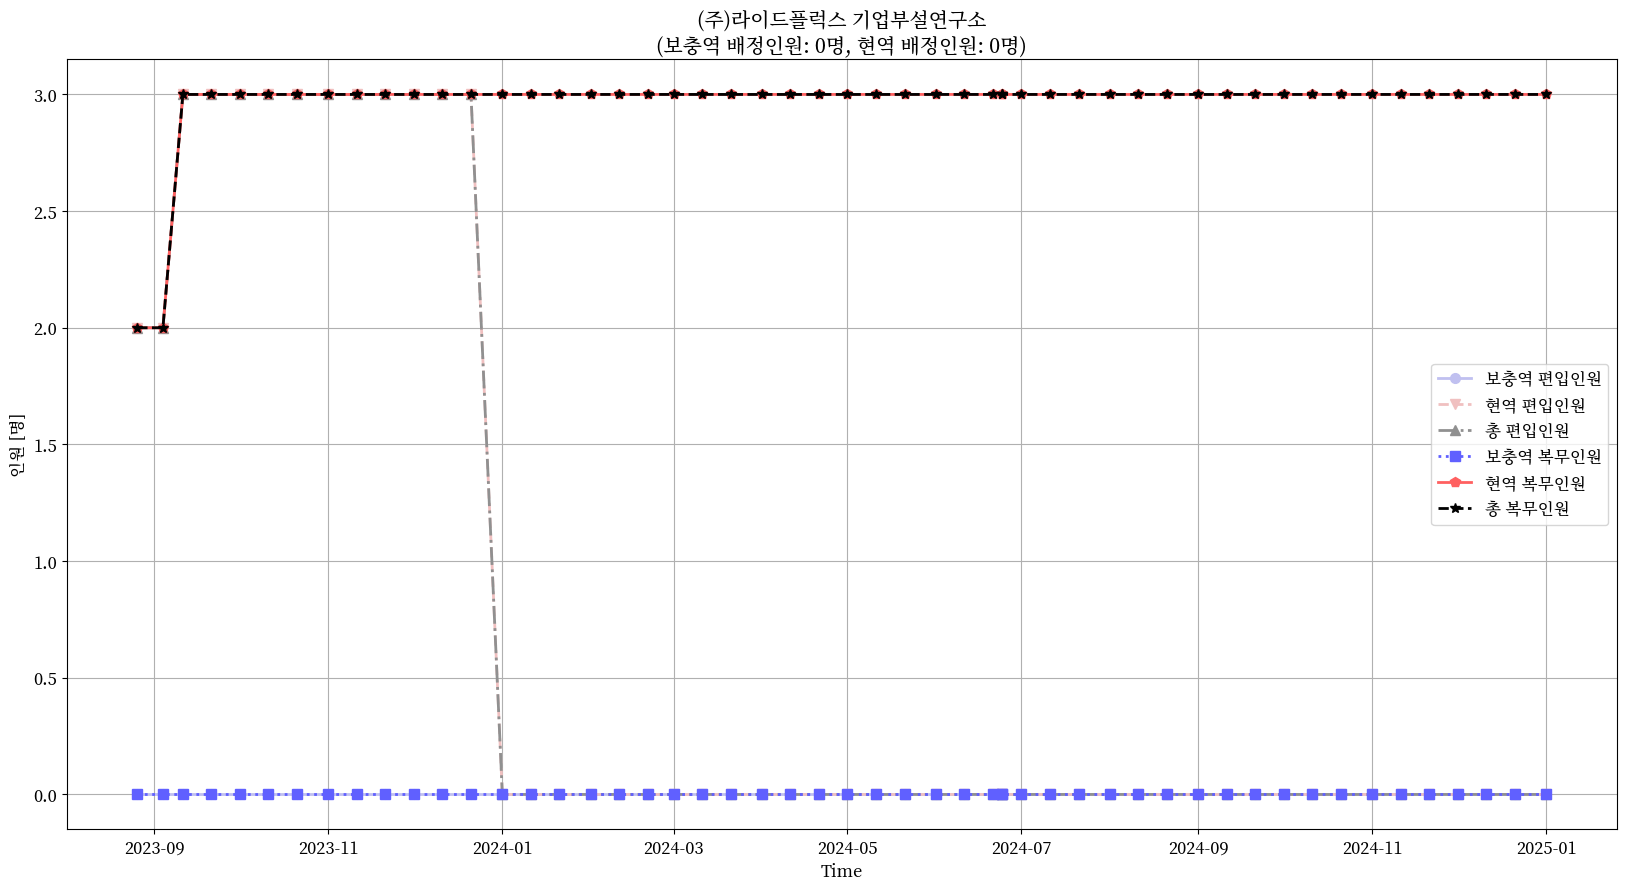 (주)라이드플럭스 기업부설연구소
(보충역 배정인원: 0명, 현역 배정인원: 0명)
인원 [명]
3.0
2.5
2.0
1.5
1.0
0.5
0.0
보충역 편입인원
현역 편입인원
총 편입인원
보충역 복무인원
현역 복무인원
총 복무인원
2023-09
2023-11
2024-01
2024-03
2024-05
2024-07
2024-09
2024-11
2025-01
Time